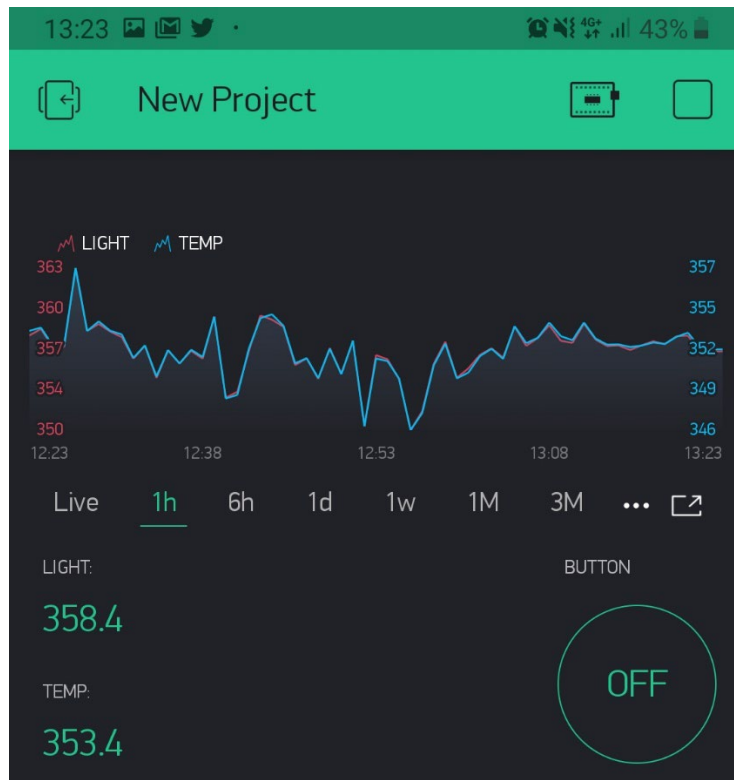 13:23 4G+ 43%
New Project
LIGHT TEMP
363 357
360 355
357 352
354 349
350 346
12:23 12:38 12:53 13:08 13:23
Live 1h 6h 1d 1w 1M 3M •••
LIGHT: BUTTON
358.4
OFF
TEMP:
353.4